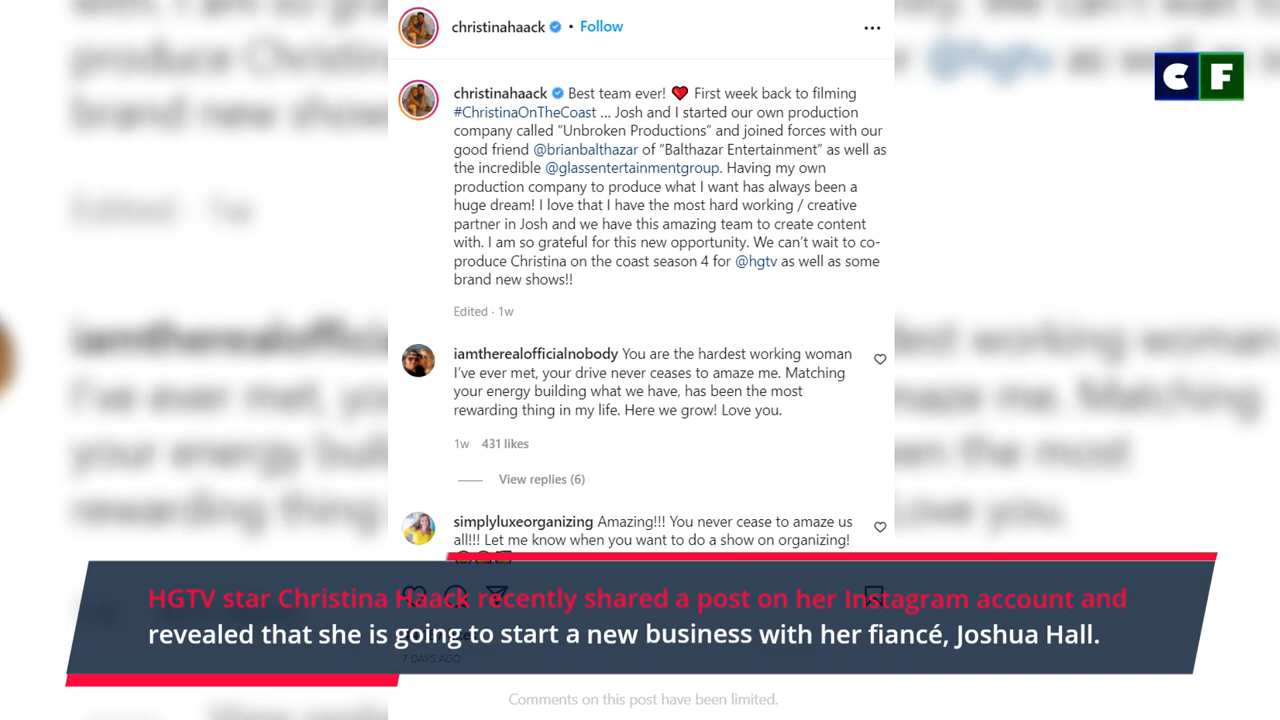 christinahaack • Follow
C F
christinahaack Best team ever! ❤️ First week back to filming
#ChristinaOnTheCoast ... Josh and I started our own production
company called “Unbroken Productions” and joined forces with our
good friend @brianbalthazar of “Balthazar Entertainment” as well as
the incredible @glassentertainmentgroup. Having my own
production company to produce what I want has always been a
huge dream! I love that I have the most hard working / creative
partner in Josh and we have this amazing team to create content
with. I am so grateful for this new opportunity. We can’t wait to co-
produce Christina on the coast season 4 for @hgtv as well as some
brand new shows!!
Edited · 1w
iamtherealofficialnobody You are the hardest working woman
I’ve ever met, your drive never ceases to amaze me. Matching
your energy building what we have, has been the most
rewarding thing in my life. Here we grow! Love you.
1w 431 likes
View replies (6)
simplyluxeorganizing Amazing!!! You never cease to amaze us
all!!! Let me know when you want to do a show on organizing!
HGTV star Christina Haack recently shared a post on her Instagram account and
revealed that she is going to start a new business with her fiancé, Joshua Hall.
7 DAYS AGO
Comments on this post have been limited.